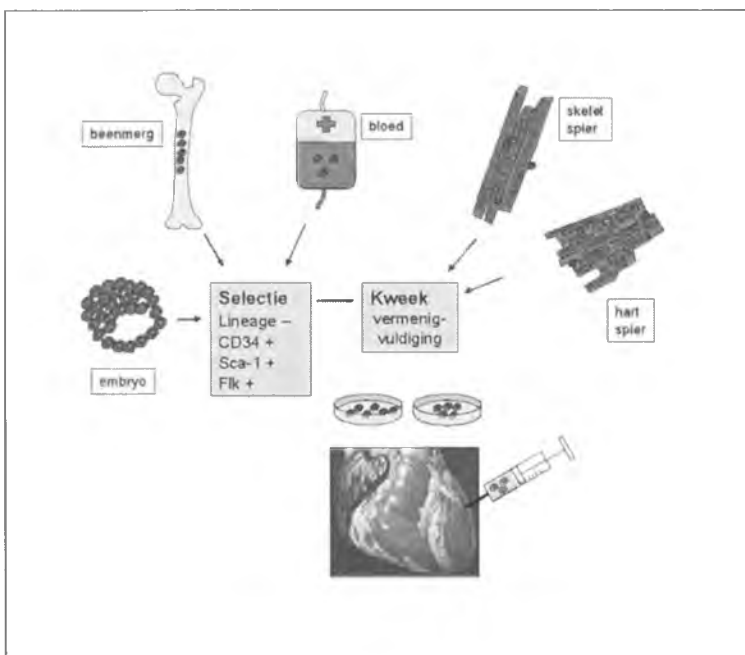 beenmerg
bloed
skelet
spier
hart
spier
embryo
Selectie
Lineage –
CD34 +
Sca-1 +
Flk +
Kweek
vermenig-
vuldiging